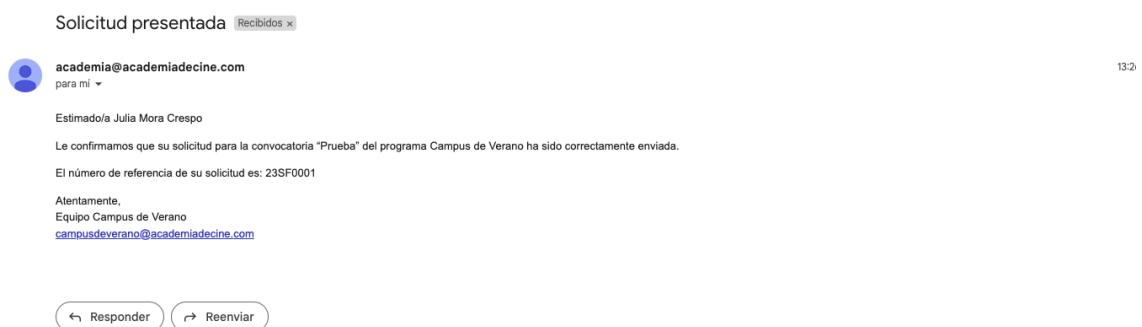 Solicitud presentada Recibidos x
academia@academiadecine.com
para mí
Estimado/a Julia Mora Crespo
Le confirmamos que su solicitud para la convocatoria “Prueba” del programa Campus de Verano ha sido correctamente enviada.
El número de referencia de su solicitud es: 23SF0001
Atentamente,
Equipo Campus de Verano
campusdeverano@academiadecine.com
Responder Reenviar